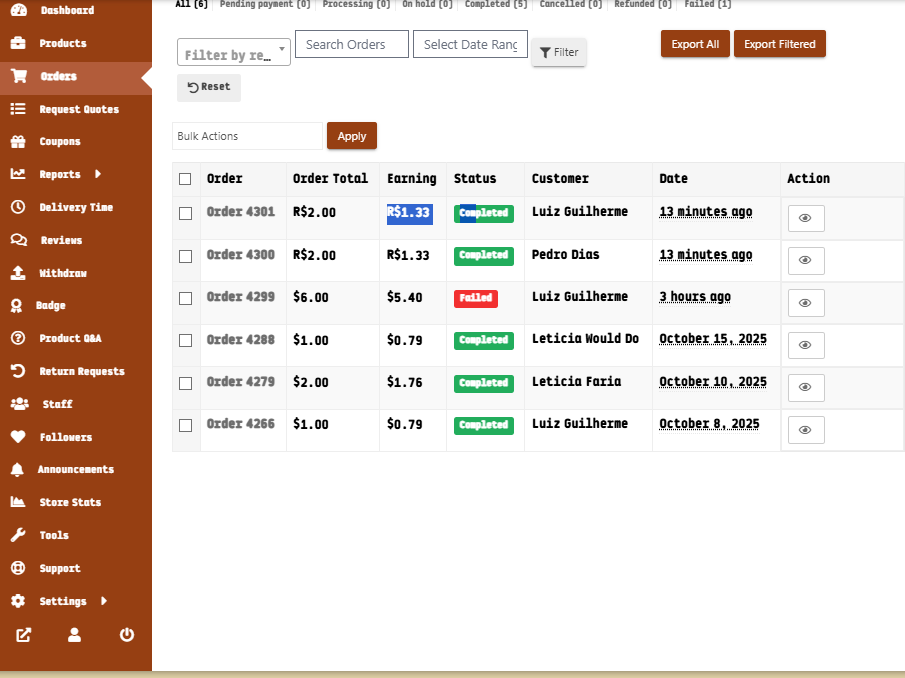 All (6) Pending payment (0) Processing (0) On hold (0) Completed (5) Cancelled (0) Refunded (0) Failed (1)
Dashboard
Products
Orders
Request Quotes
Coupons
Reports
Delivery Time
Reviews
Withdraw
Badge
Product Q&A
Return Requests
Staff
Followers
Announcements
Store Stats
Tools
Support
Settings
Filter by re… Search Orders Select Date Rang Filter Export All Export Filtered
Reset
Bulk Actions Apply
Order Order Total Earning Status Customer Date Action
Order 4301 R$2.00 R$1.33 Completed Luiz Guilherme 13 minutes ago
Order 4300 R$2.00 R$1.33 Completed Pedro Dias 13 minutes ago
Order 4299 $6.00 $5.40 Failed Luiz Guilherme 3 hours ago
Order 4288 $1.00 $0.79 Completed Leticia Would Do October 15, 2025
Order 4279 $2.00 $1.76 Completed Leticia Faria October 10, 2025
Order 4266 $1.00 $0.79 Completed Luiz Guilherme October 8, 2025